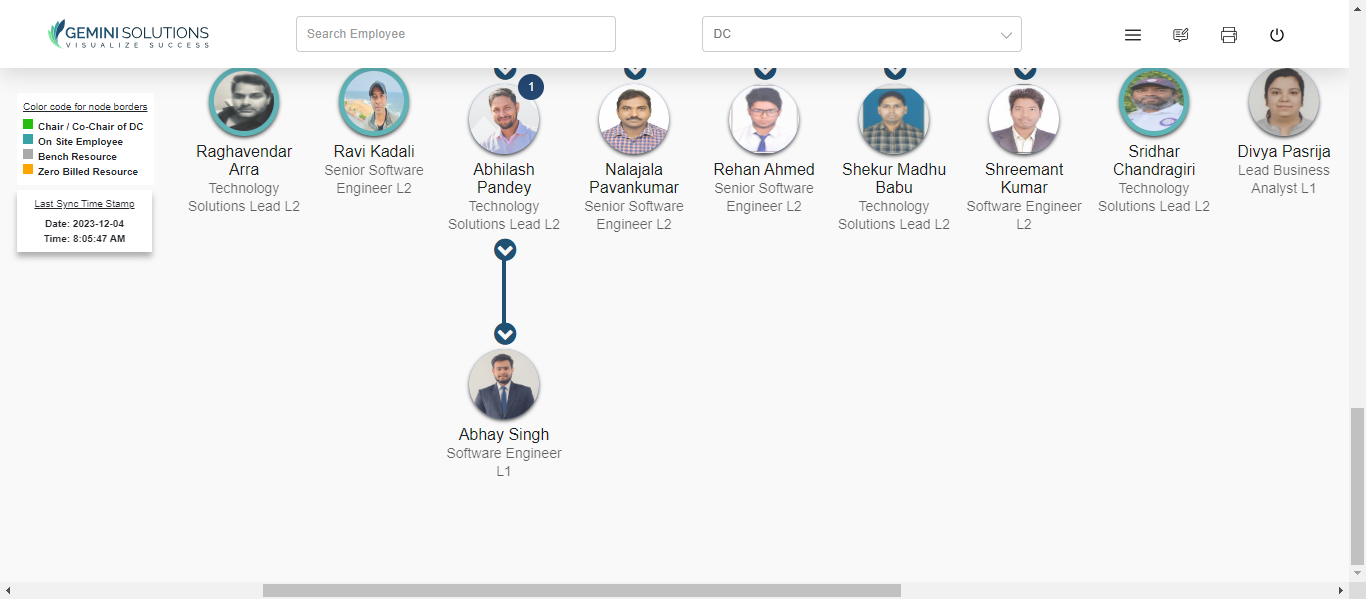 GEMINI SOLUTIONS
VISUALIZE SUCCESS
Search Employee
DC
Color code for node borders
Chair / Co-Chair of DC
On Site Employee
Bench Resource
Zero Billed Resource
Last Sync Time Stamp
Date: 2023-12-04
Time: 8:05:47 AM
Raghavendar
Arra
Technology
Solutions Lead L2
Ravi Kadali
Senior Software
Engineer L2
1
Abhilash
Pandey
Technology
Solutions Lead L2
Nalajala
Pavankumar
Senior Software
Engineer L2
Rehan Ahmed
Senior Software
Engineer L2
Shekur Madhu
Babu
Technology
Solutions Lead L2
Shreemant
Kumar
Software Engineer
L2
Sridhar
Chandragiri
Technology
Solutions Lead L2
Divya Pasrija
Lead Business
Analyst L1
Abhay Singh
Software Engineer
L1